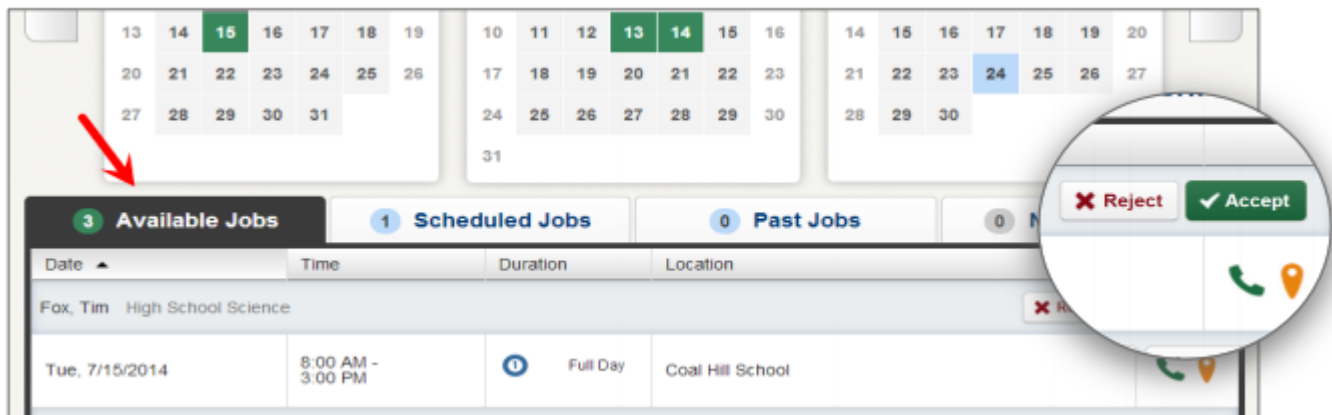 13 14 15 16 17 18 19
10 11 12 13 14 15 16
14 15 16 17 18 19 20
20 21 22 23 24 25 26
17 18 19 20 21 22 23
21 22 23 24 25 26 27
27 28 29 30 31
24 25 26 27 28 29 30
28 29 30
31
3 Available Jobs
1 Scheduled Jobs
0 Past Jobs
0
Reject
Accept
Date
Time
Duration
Location
Fox, Tim High School Science
Tue, 7/15/2014
8:00 AM -
3:00 PM
Full Day
Coal Hill School